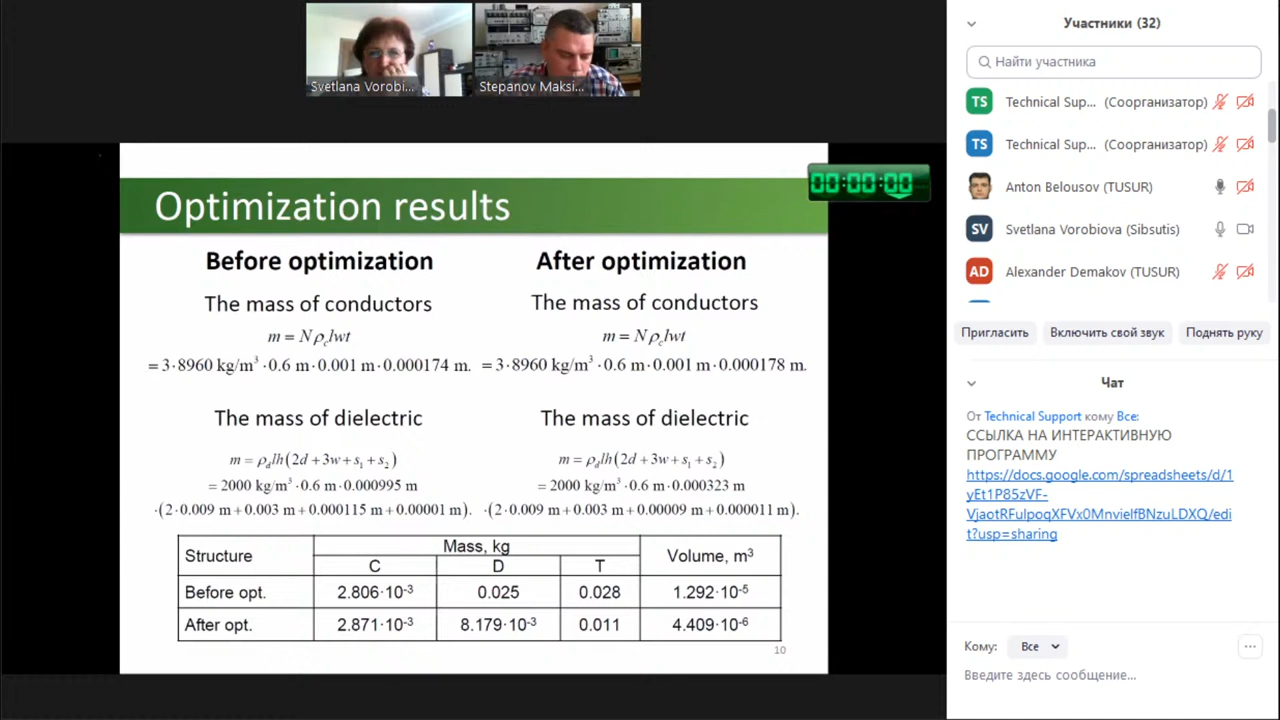 Svetlana Vorobi...
Stepanov Maksi...
00:00:00
Optimization results
Before optimization
The mass of conductors
m = Nρclwt
= 3·8960 kg/m³ ·0.6 m·0.001 m·0.000174 m.
The mass of dielectric
m = ρdlh(2d + 3w + s1 + s2)
= 2000 kg/m³ ·0.6 m·0.000995 m
·(2·0.009 m + 0.003 m + 0.000115 m + 0.00001 m).
After optimization
The mass of conductors
m = Nρclwt
= 3·8960 kg/m³ ·0.6 m·0.001 m·0.000178 m.
The mass of dielectric
m = ρdlh(2d + 3w + s1 + s2)
= 2000 kg/m³ ·0.6 m·0.000323 m
·(2·0.009 m + 0.003 m + 0.00009 m + 0.000011 m).
Structure Mass, kg Volume, m³
C D T
Before opt. 2.806·10⁻³ 0.025 0.028 1.292·10⁻⁵
After opt. 2.871·10⁻³ 8.179·10⁻³ 0.011 4.409·10⁻⁶
10
Участники (32)
Найти участника
TS Technical Sup... (Соорганизатор)
TS Technical Sup... (Соорганизатор)
Anton Belousov (TUSUR)
SV Svetlana Vorobiova (Sibsutis)
AD Alexander Demakov (TUSUR)
Пригласить Включить свой звук Поднять руку
Чат
От Technical Support кому Все:
ССЫЛКА НА ИНТЕРАКТИВНУЮ
ПРОГРАММУ
https://docs.google.com/spreadsheets/d/1
yEt1P85zVF-
VjaotRFuIpoqXFVx0MnvieIfBNzuLDXQ/edi
t?usp=sharing
Кому: Все
Введите здесь сообщение...